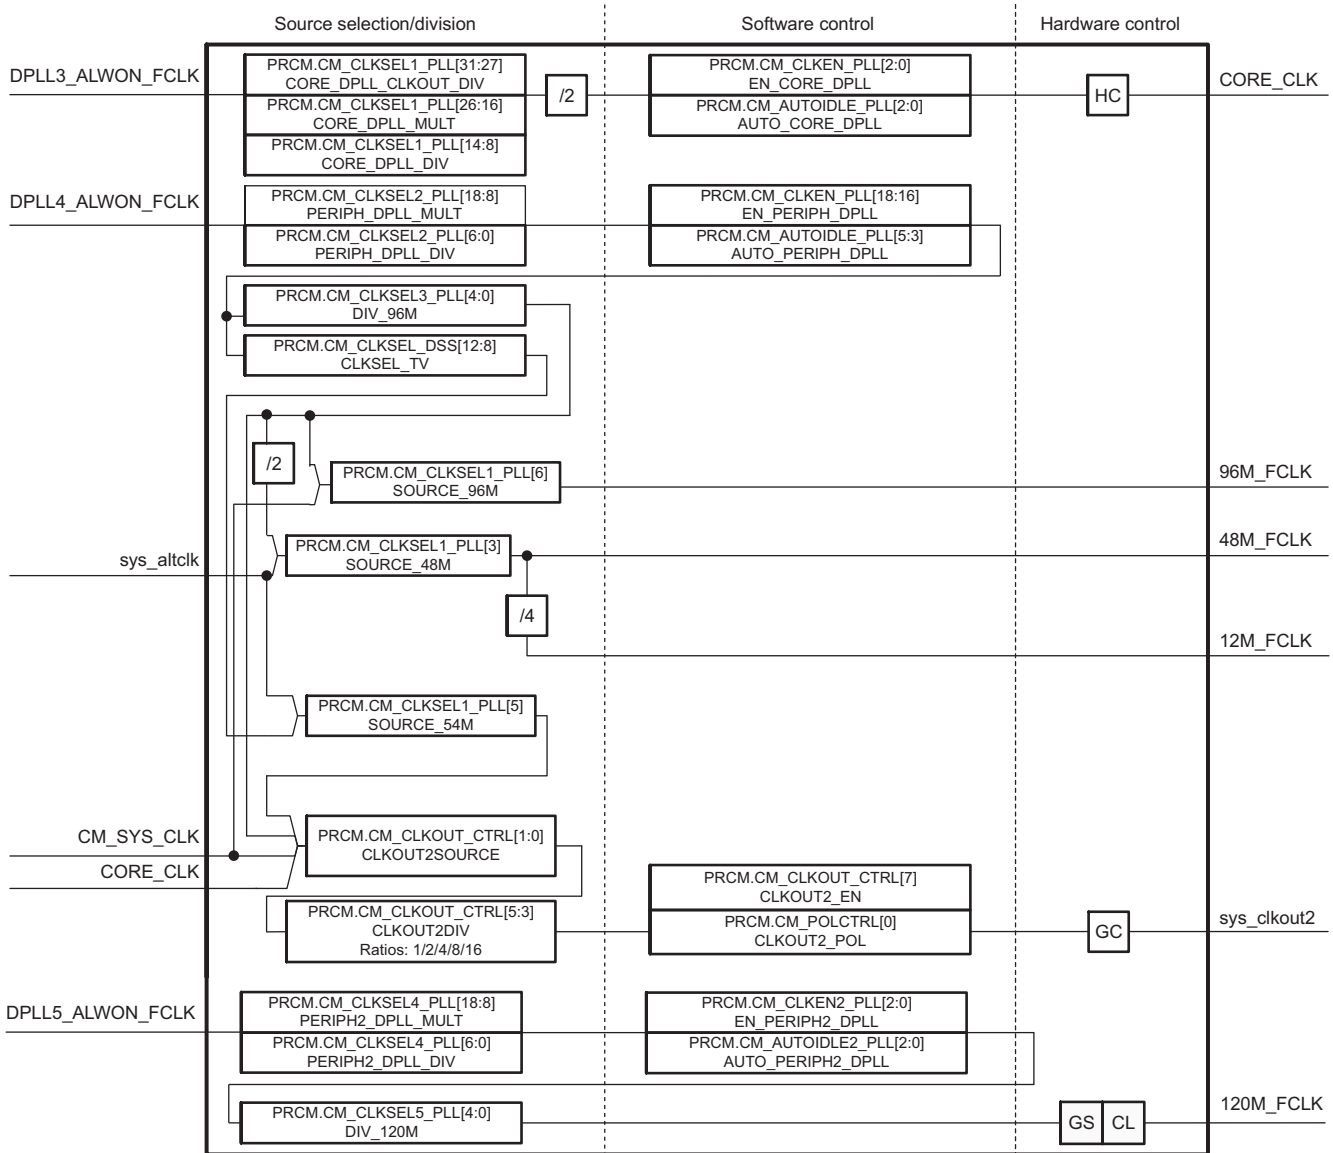 Source selection/division
Software control
Hardware control
DPLL3_ALWON_FCLK
PRCM.CM_CLKSEL1_PLL[31:27]
CORE_DPLL_CLKOUT_DIV
PRCM.CM_CLKSEL1_PLL[26:16]
CORE_DPLL_MULT
PRCM.CM_CLKSEL1_PLL[14:8]
CORE_DPLL_DIV
/2
PRCM.CM_CLKEN_PLL[2:0]
EN_CORE_DPLL
PRCM.CM_AUTOIDLE_PLL[2:0]
AUTO_CORE_DPLL
HC
CORE_CLK
DPLL4_ALWON_FCLK
PRCM.CM_CLKSEL2_PLL[18:8]
PERIPH_DPLL_MULT
PRCM.CM_CLKSEL2_PLL[6:0]
PERIPH_DPLL_DIV
PRCM.CM_CLKEN_PLL[18:16]
EN_PERIPH_DPLL
PRCM.CM_AUTOIDLE_PLL[5:3]
AUTO_PERIPH_DPLL
PRCM.CM_CLKSEL3_PLL[4:0]
DIV_96M
PRCM.CM_CLKSEL_DSS[12:8]
CLKSEL_TV
/2
PRCM.CM_CLKSEL1_PLL[6]
SOURCE_96M
96M_FCLK
sys_altclk
PRCM.CM_CLKSEL1_PLL[3]
SOURCE_48M
48M_FCLK
/4
12M_FCLK
PRCM.CM_CLKSEL1_PLL[5]
SOURCE_54M
CM_SYS_CLK
CORE_CLK
PRCM.CM_CLKOUT_CTRL[1:0]
CLKOUT2SOURCE
PRCM.CM_CLKOUT_CTRL[5:3]
CLKOUT2DIV
Ratios: 1/2/4/8/16
PRCM.CM_CLKOUT_CTRL[7]
CLKOUT2_EN
PRCM.CM_POLCTRL[0]
CLKOUT2_POL
GC
sys_clkout2
DPLL5_ALWON_FCLK
PRCM.CM_CLKSEL4_PLL[18:8]
PERIPH2_DPLL_MULT
PRCM.CM_CLKSEL4_PLL[6:0]
PERIPH2_DPLL_DIV
PRCM.CM_CLKEN2_PLL[2:0]
EN_PERIPH2_DPLL
PRCM.CM_AUTOIDLE2_PLL[2:0]
AUTO_PERIPH2_DPLL
PRCM.CM_CLKSEL5_PLL[4:0]
DIV_120M
GS
CL
120M_FCLK